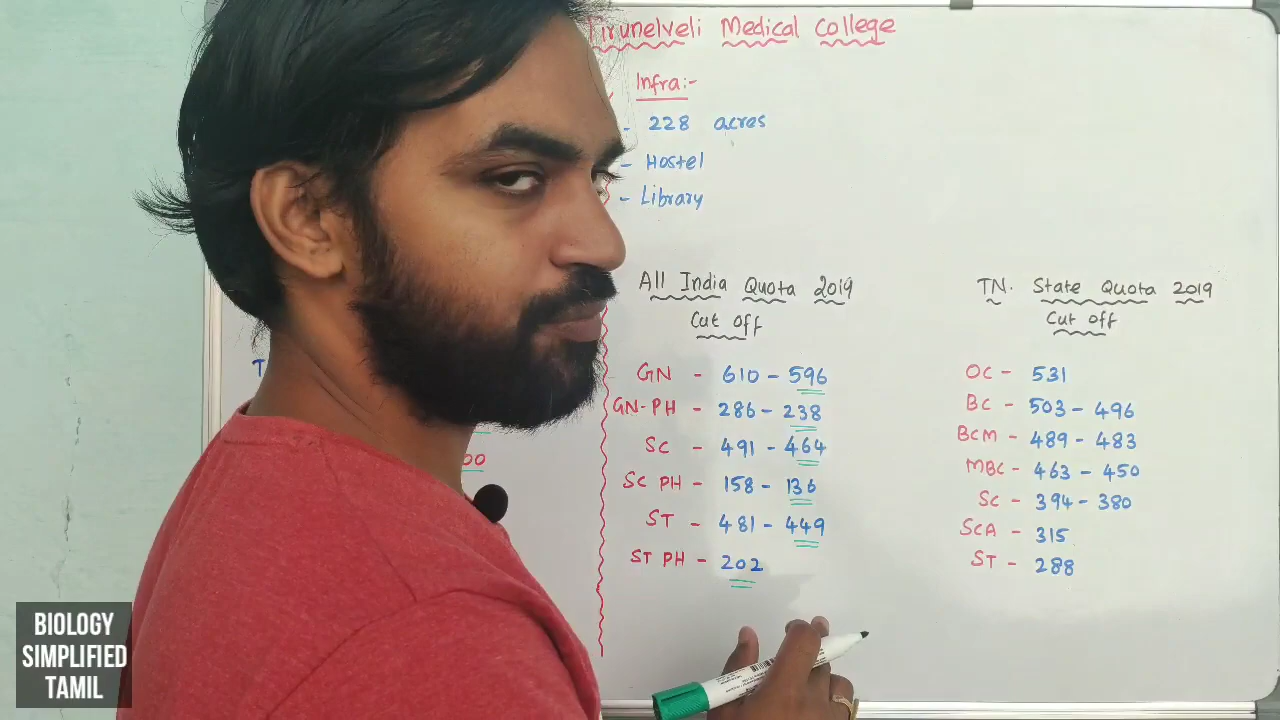 Tirunelveli Medical College
Infra:-
- 228 acres
- Hostel
- Library
All India Quota 2019
Cut off
GN - 610 - 596
GN-PH - 286 - 238
SC - 491 - 464
SC PH - 158 - 136
ST - 481 - 449
ST PH - 202
TN. State Quota 2019
Cut off
OC - 531
BC - 503 - 496
BCM - 489 - 483
MBC - 463 - 450
SC - 394 - 380
SCA - 315
ST - 288
BIOLOGY
SIMPLIFIED
TAMIL